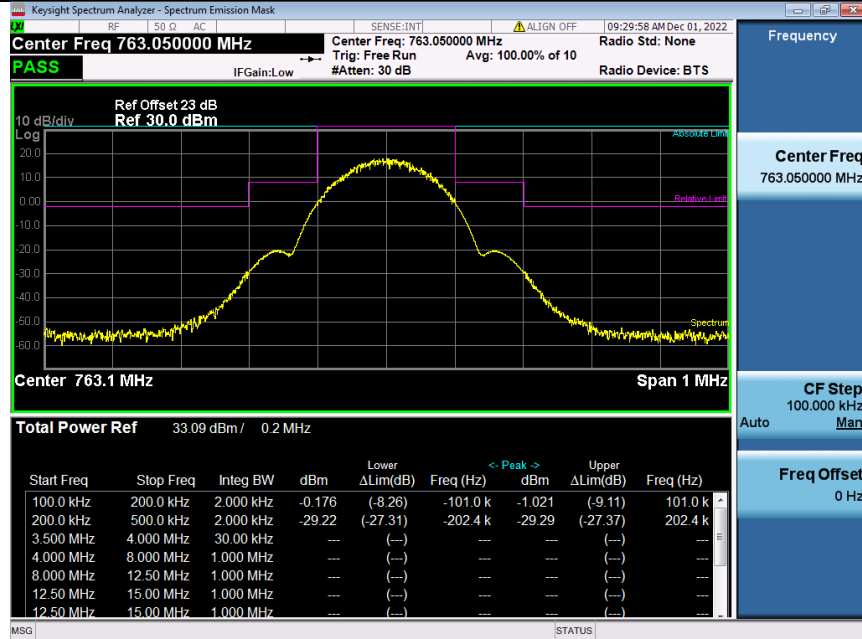 Keysight Spectrum Analyzer - Spectrum Emission Mask
LXI RF 50 Ω AC SENSE:INT ALIGN OFF 09:29:58 AM Dec 01, 2022
Center Freq 763.050000 MHz Center Freq: 763.050000 MHz Radio Std: None
Trig: Free Run Avg: 100.00% of 10
PASS IFGain:Low #Atten: 30 dB Radio Device: BTS
Ref Offset 23 dB
10 dB/div Ref 30.0 dBm
Log
Absolute Limit
20.0
10.0
0.00
Relative Limit
-10.0
-20.0
-30.0
-40.0
-50.0
Spectrum
-60.0
Center 763.1 MHz Span 1 MHz
Total Power Ref 33.09 dBm / 0.2 MHz
Lower <- Peak -> Upper
Start Freq Stop Freq Integ BW dBm ΔLim(dB) Freq (Hz) dBm ΔLim(dB) Freq (Hz)
100.0 kHz 200.0 kHz 2.000 kHz -0.176 (-8.26) -101.0 k -1.021 (-9.11) 101.0 k
200.0 kHz 500.0 kHz 2.000 kHz -29.22 (-27.31) -202.4 k -29.29 (-27.37) 202.4 k
3.500 MHz 4.000 MHz 30.00 kHz --- (---) --- --- (---) ---
4.000 MHz 8.000 MHz 1.000 MHz --- (---) --- --- (---) ---
8.000 MHz 12.50 MHz 1.000 MHz --- (---) --- --- (---) ---
12.50 MHz 15.00 MHz 1.000 MHz --- (---) --- --- (---) ---
12.50 MHz 15.00 MHz 1.000 MHz --- (---) --- --- (---) ---
MSG STATUS
Frequency
Center Freq
763.050000 MHz
CF Step
100.000 kHz
Auto Man
Freq Offset
0 Hz